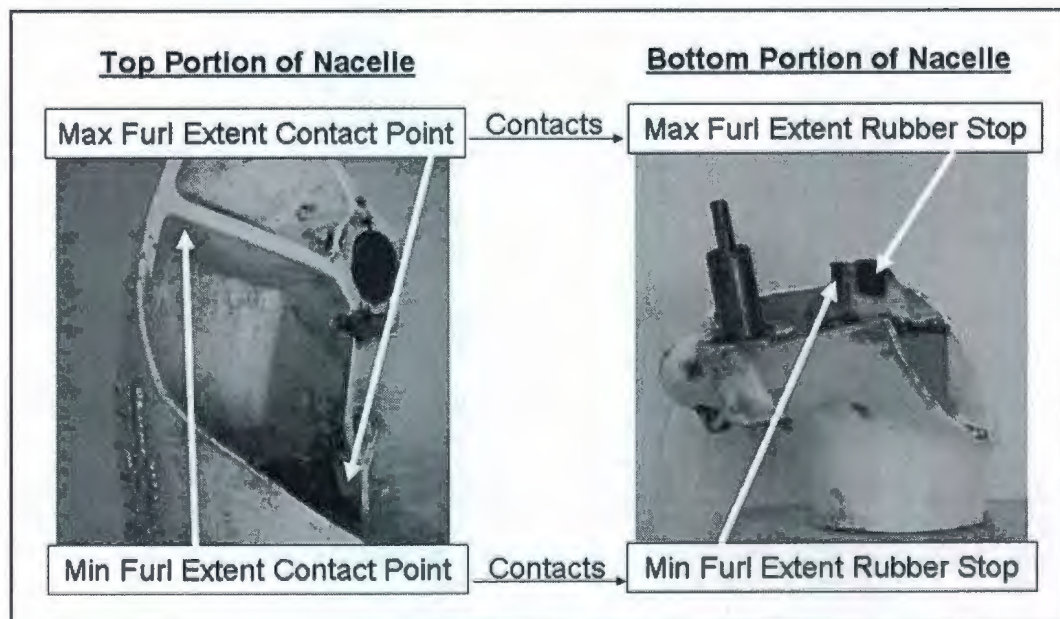 Top Portion of Nacelle
Bottom Portion of Nacelle
Max Furl Extent Contact Point
Contacts
Max Furl Extent Rubber Stop
Min Furl Extent Contact Point
Contacts
Min Furl Extent Rubber Stop